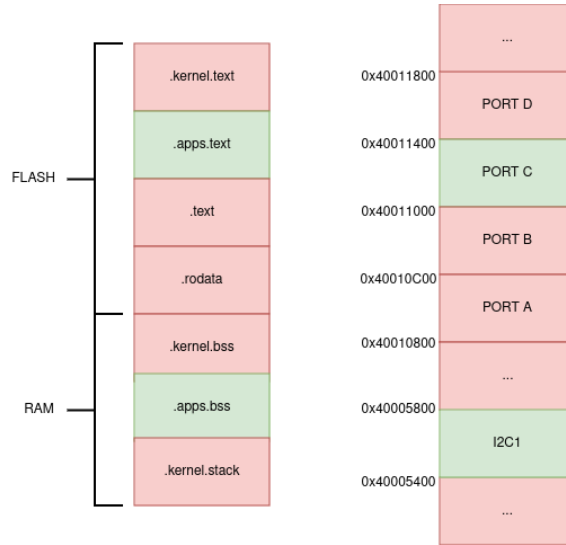 FLASH
RAM
.kernel.text
.apps.text
.text
.rodata
.kernel.bss
.apps.bss
.kernel.stack
...
0x40011800
PORT D
0x40011400
PORT C
0x40011000
PORT B
0x40010C00
PORT A
0x40010800
...
0x40005800
I2C1
0x40005400
...